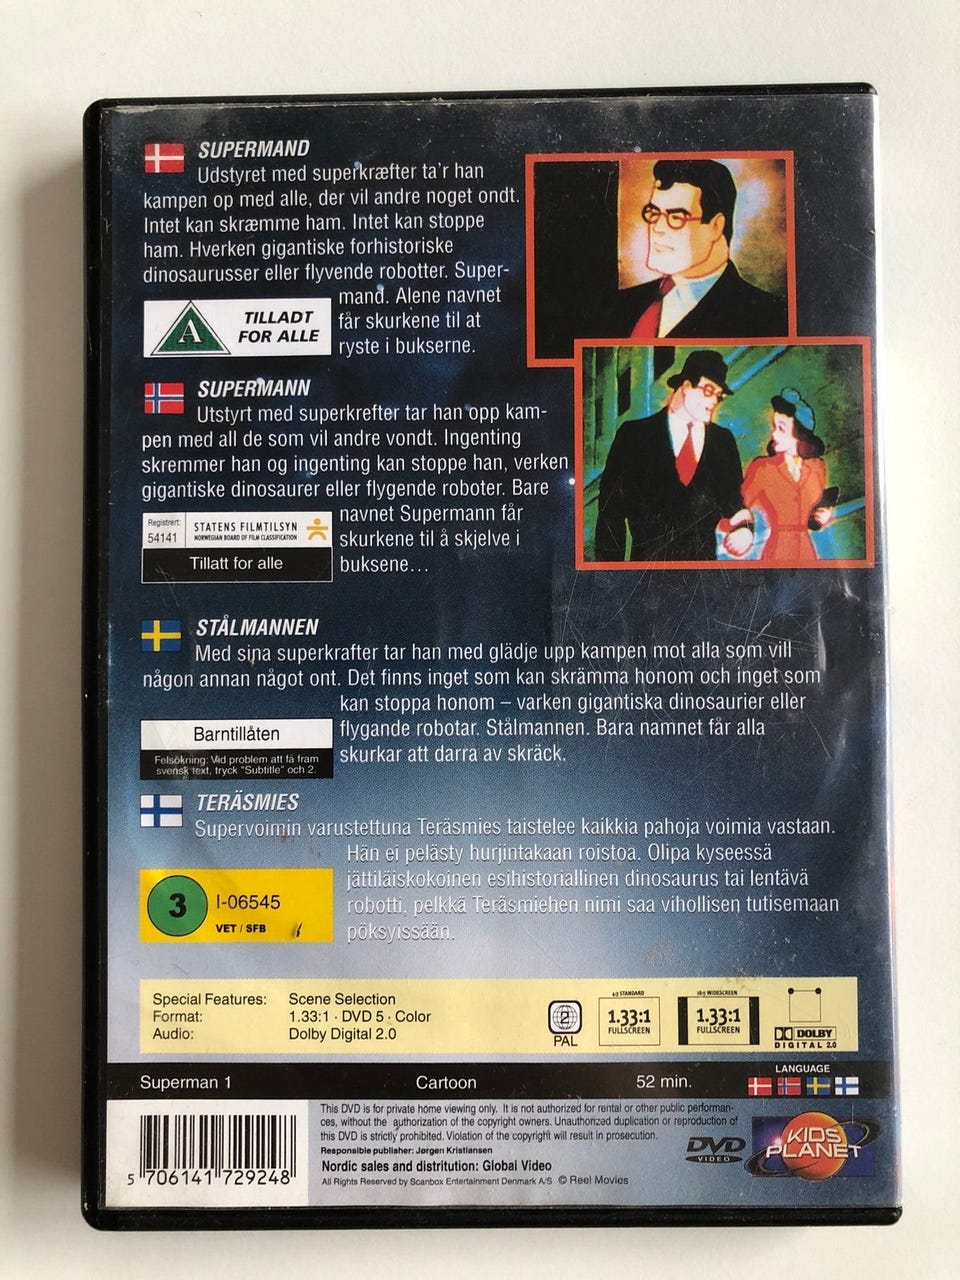 SUPERMAND
Udstyret med superkræfter ta'r han
kampen op med alle, der vil andre noget ondt.
Intet kan skræmme ham. Intet kan stoppe
ham. Hverken gigantiske forhistoriske
dinosaurusser eller flyvende robotter. Super-
mand. Alene navnet
får skurkene til at
ryste i bukserne.
A
TILLADT
FOR ALLE
SUPERMANN
Utstyrt med superkrefter tar han opp kam-
pen med all de som vil andre vondt. Ingenting
skremmer han og ingenting kan stoppe han, verken
gigantiske dinosaurer eller flygende roboter. Bare
navnet Supermann får
skurkene til å skjelve i
buksene...
Registrert:
54141
STATENS FILMTILSYN
NORWEGIAN BOARD OF FILM CLASSIFICATION
Tillatt for alle
STÅLMANNEN
Med sina superkrafter tar han med glädje upp kampen mot alla som vill
någon annan något ont. Det finns inget som kan skrämma honom och inget som
kan stoppa honom – varken gigantiska dinosaurier eller
flygande robotar. Stålmannen. Bara namnet får alla
skurkar att darra av skräck.
Barntillåten
Felsökning: Vid problem att få fram
svensk text, tryck "Subtitle" och 2.
TERÄSMIES
Supervoimin varustettuna Teräsmies taistelee kaikkia pahoja voimia vastaan.
Hän ei pelästy hurjintakaan roistoa. Olipa kyseessä
jättiläiskokoinen esihistoriallinen dinosaurus tai lentävä
robotti, pelkkä Teräsmiehen nimi saa vihollisen tutisemaan
pöksyissään.
3
I-06545
VET / SFB
Special Features: Scene Selection
Format: 1.33:1 · DVD 5 · Color
Audio: Dolby Digital 2.0
2
PAL
4:3 STANDARD
1.33:1
FULLSCREEN
16:9 WIDESCREEN
1.33:1
FULLSCREEN
DOLBY
DIGITAL 2.0
Superman 1 Cartoon 52 min.
LANGUAGE
This DVD is for private home viewing only. It is not authorized for rental or other public performan-
ces, without the authorization of the copyright owners. Unauthorized duplication or reproduction of
this DVD is strictly prohibited. Violation of the copyright will result in prosecution.
Responsible publisher: Jørgen Kristiansen
Nordic sales and distrition: Global Video
All Rights Reserved by Scanbox Entertainment Denmark A/S © Reel Movies
5 706141 729248
DVD
VIDEO
KIDS
PLANET